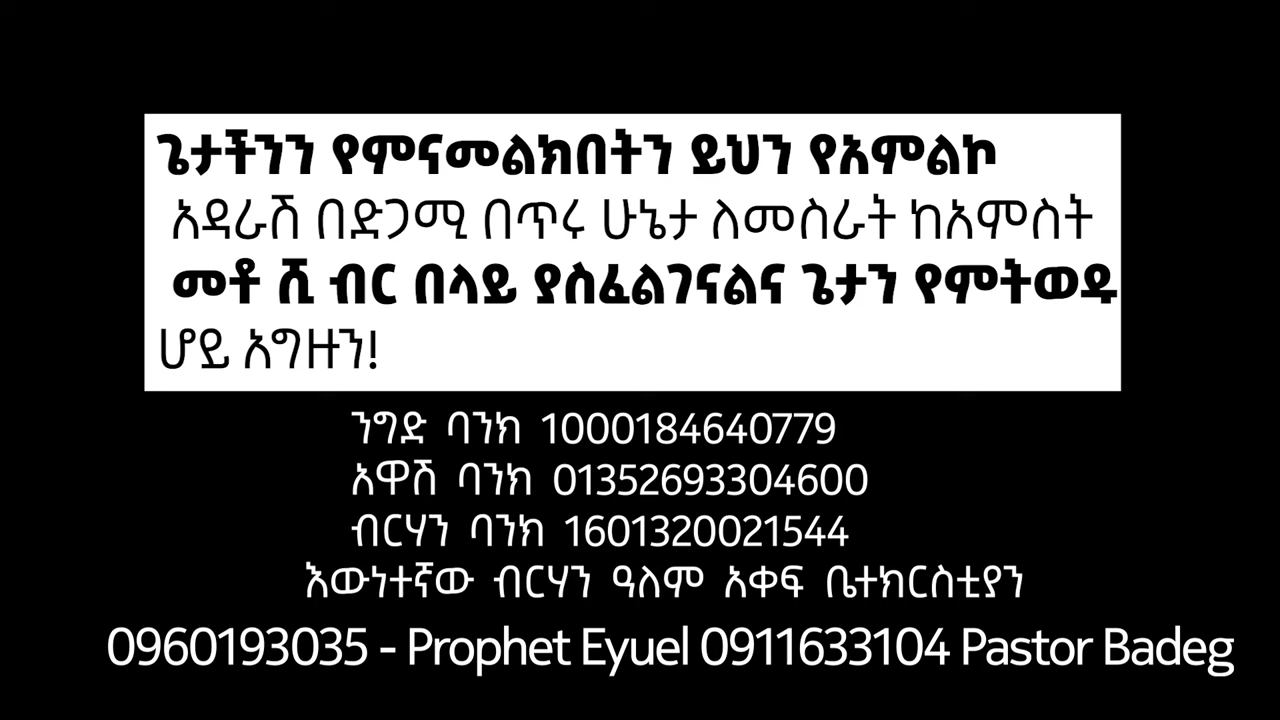 ጌታችንን የምናመልክበትን ይህን የአምልኮ
አዳራሽ በድጋሚ በጥሩ ሁኔታ ለመስራት ከአምስት
መቶ ሺ ብር በላይ ያስፈልገናልና ጌታን የምትወዱ
ሆይ አግዙን!
ንግድ ባንክ 1000184640779
አዋሽ ባንክ 01352693304600
ብርሃን ባንክ 1601320021544
እውነተኛው ብርሃን ዓለም አቀፍ ቤተክርስቲያን
0960193035 - Prophet Eyuel 0911633104 Pastor Badeg